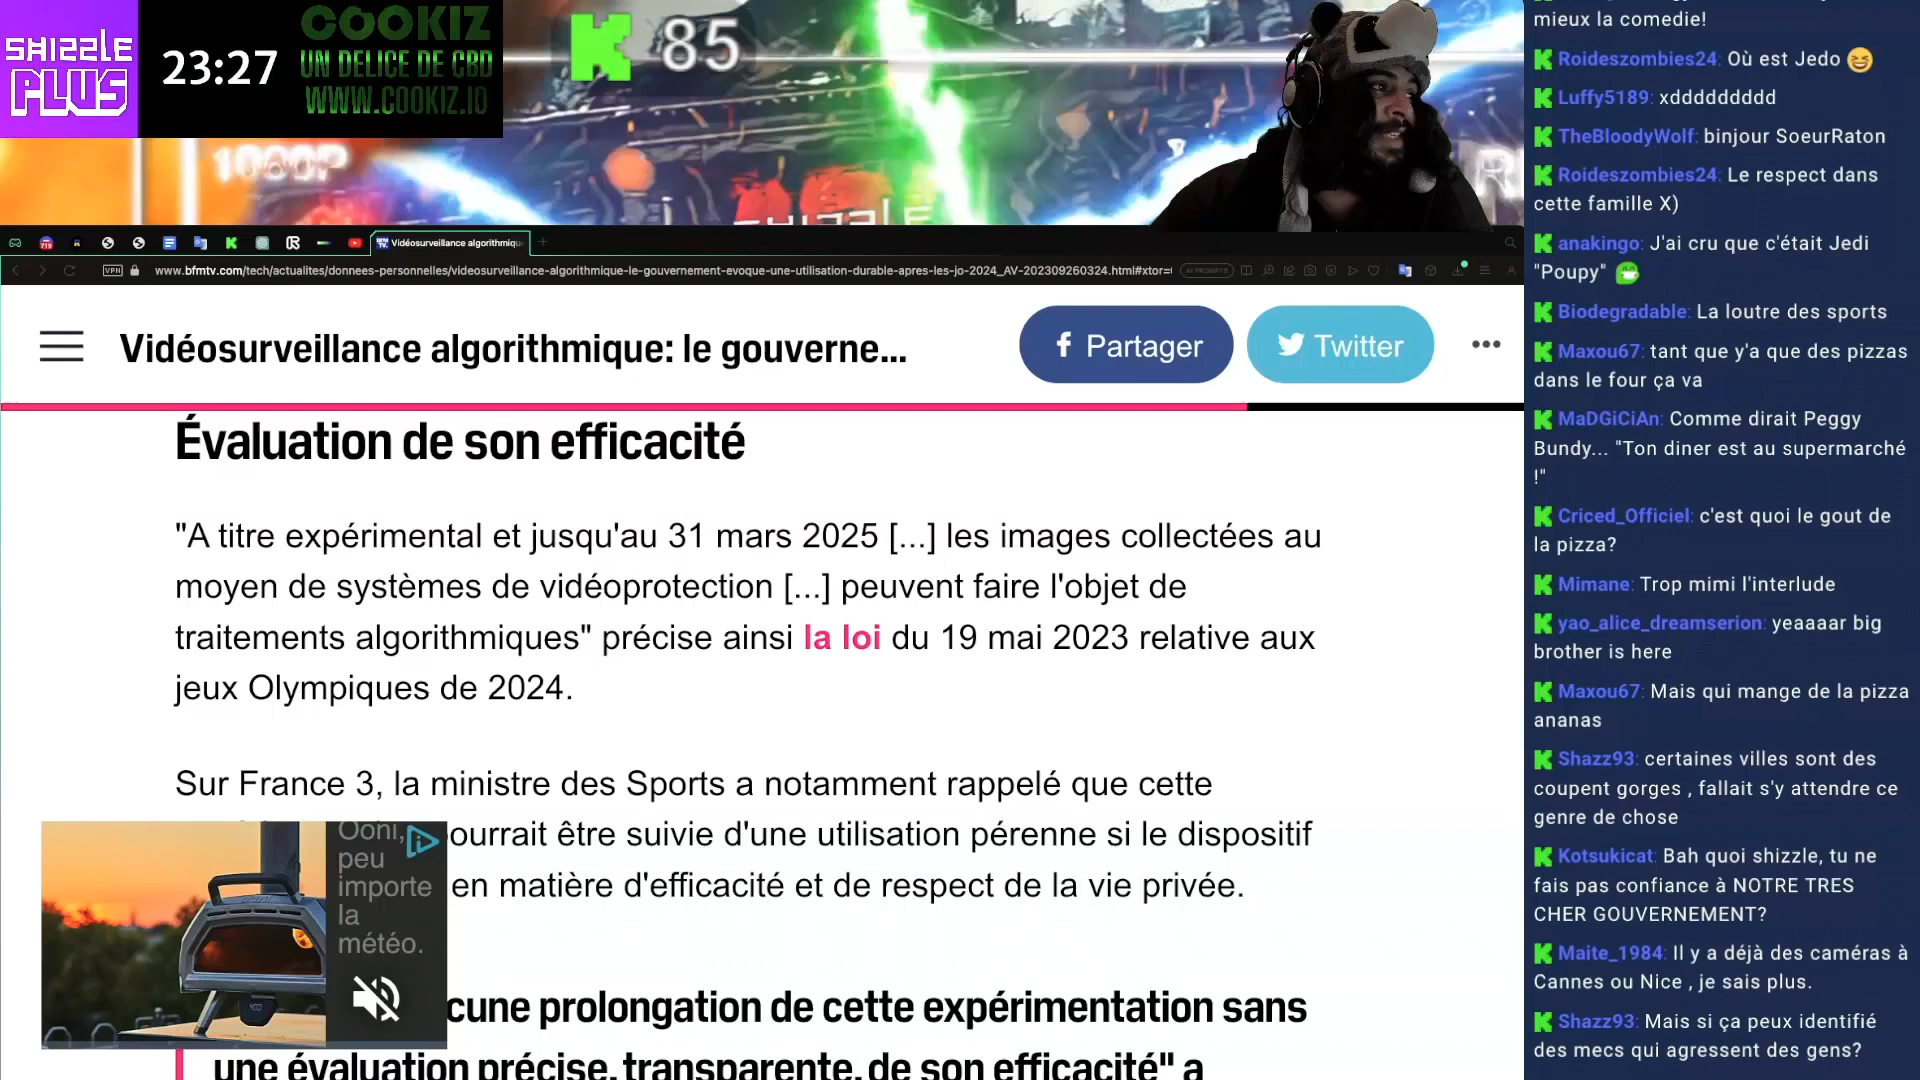 SHIZZLE
PLUS
23:27
COOKIZ
UN DELICE DE CBD
WWW.COOKIZ.IO
85
1000P
Vidéosurveillance algorithmiqu
VPN
www.bfmtv.com/tech/actualites/donnees-personnelles/videosurveillance-algorithmique-le-gouvernement-evoque-une-utilisation-durable-apres-les-jo-2024_AV-202309260324.html#xtor=
AI PROMPTS
Vidéosurveillance algorithmique: le gouverne...
Partager
Twitter
Évaluation de son efficacité
"A titre expérimental et jusqu'au 31 mars 2025 [...] les images collectées au
moyen de systèmes de vidéoprotection [...] peuvent faire l'objet de
traitements algorithmiques" précise ainsi la loi du 19 mai 2023 relative aux
jeux Olympiques de 2024.
Sur France 3, la ministre des Sports a notamment rappelé que cette
ourrait être suivie d'une utilisation pérenne si le dispositif
en matière d'efficacité et de respect de la vie privée.
cune prolongation de cette expérimentation sans
une évaluation précise, transparente, de son efficacité" a
Ooni,
peu
importe
la
météo.
mieux la comedie!
Roideszombies24: Où est Jedo 😆
Luffy5189: xddddddddd
TheBloodyWolf: binjour SoeurRaton
Roideszombies24: Le respect dans
cette famille X)
anakingo: J'ai cru que c'était Jedi
"Poupy"
Biodegradable: La loutre des sports
Maxou67: tant que y'a que des pizzas
dans le four ça va
MaDGiCiAn: Comme dirait Peggy
Bundy... "Ton diner est au supermarché
!"
Criced_Officiel: c'est quoi le gout de
la pizza?
Mimane: Trop mimi l'interlude
yao_alice_dreamserion: yeaaaar big
brother is here
Maxou67: Mais qui mange de la pizza
ananas
Shazz93: certaines villes sont des
coupent gorges , fallait s'y attendre ce
genre de chose
Kotsukicat: Bah quoi shizzle, tu ne
fais pas confiance à NOTRE TRES
CHER GOUVERNEMENT?
Maite_1984: Il y a déjà des caméras à
Cannes ou Nice , je sais plus.
Shazz93: Mais si ça peux identifié
des mecs qui agressent des gens?